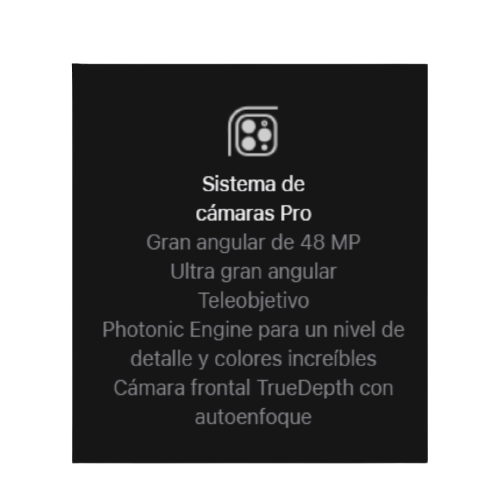 Sistema de
cámaras Pro
Gran angular de 48 MP
Ultra gran angular
Teleobjetivo
Photonic Engine para un nivel de
detalle y colores increíbles
Cámara frontal TrueDepth con
autoenfoque